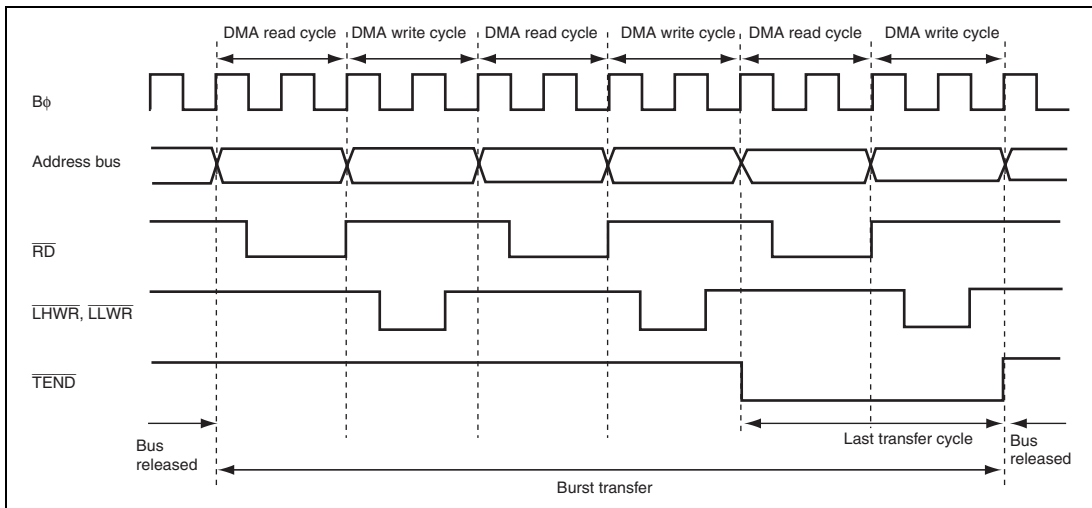 DMA read cycle DMA write cycle DMA read cycle DMA write cycle DMA read cycle DMA write cycle
Bϕ
Address bus
RD
LHWR, LLWR
TEND
Bus released
Last transfer cycle
Bus released
Burst transfer